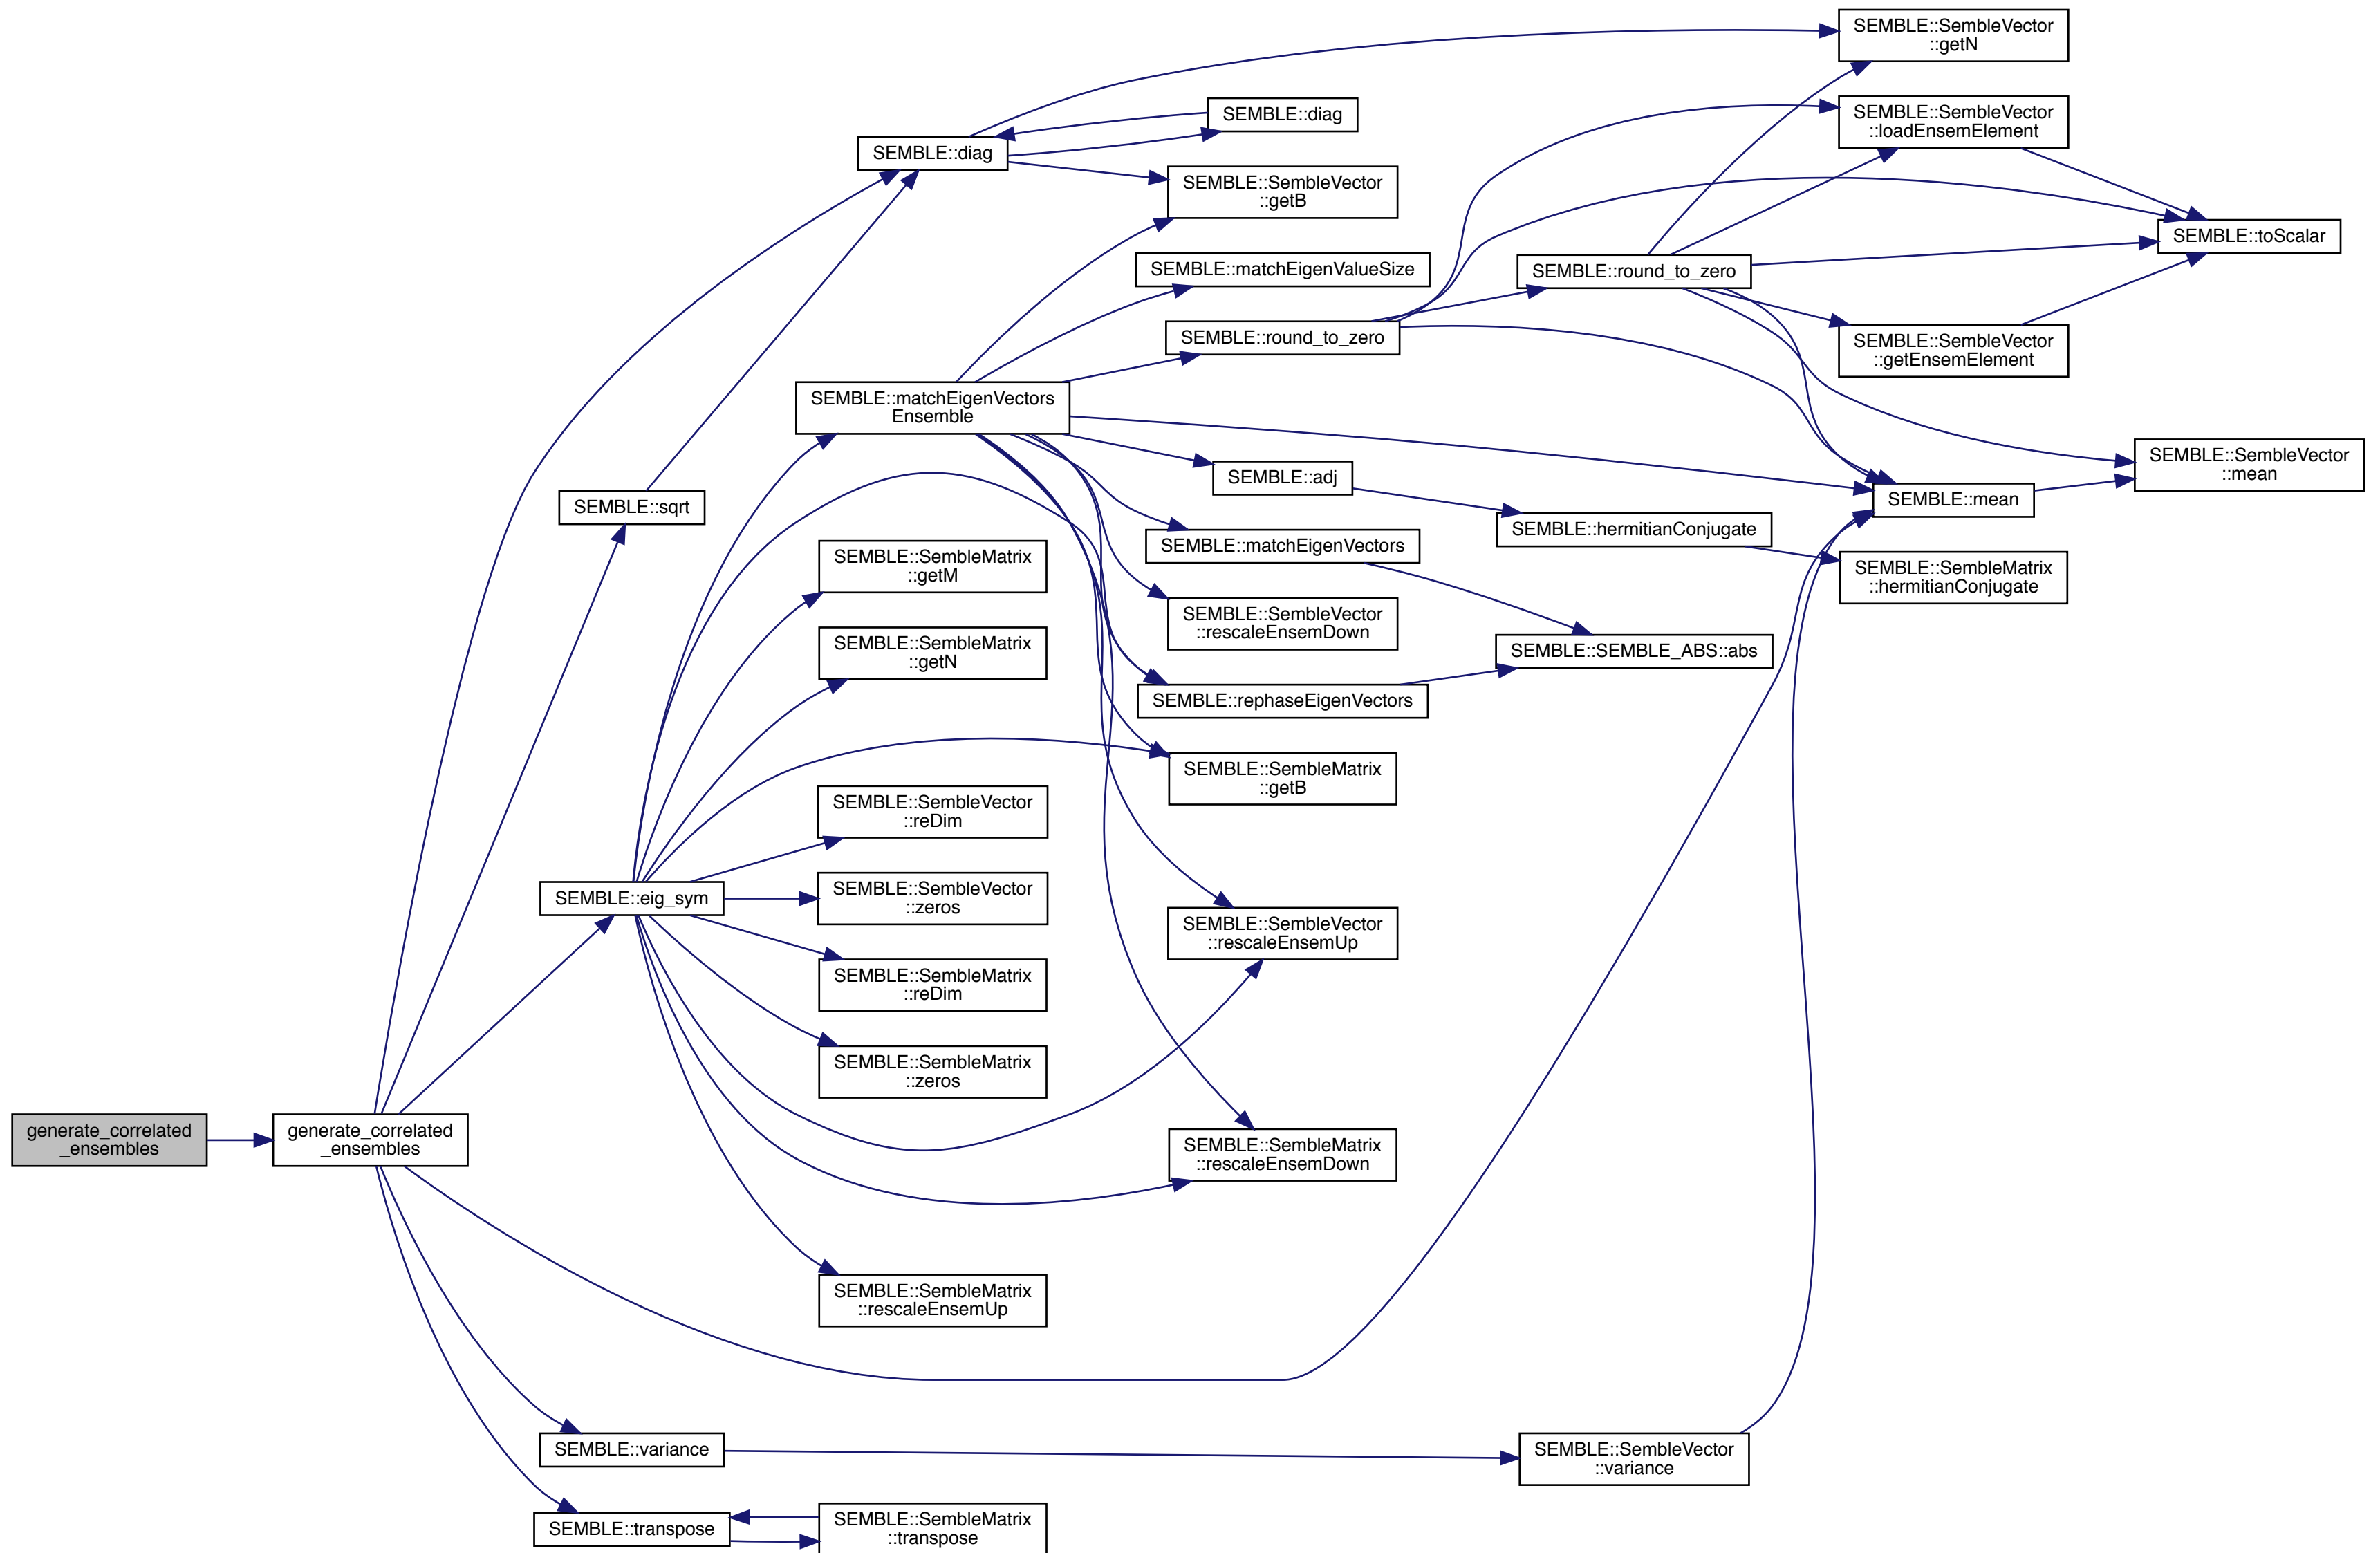 SEMBLE::SembleVector
::getN
SEMBLE::diag
SEMBLE::SembleVector
::loadEnsemElement
SEMBLE::diag
SEMBLE::SembleVector
::getB
SEMBLE::toScalar
SEMBLE::matchEigenValueSize
SEMBLE::round_to_zero
SEMBLE::round_to_zero
SEMBLE::SembleVector
::getEnsemElement
SEMBLE::matchEigenVectors
Ensemble
SEMBLE::SembleVector
::mean
SEMBLE::adj
SEMBLE::sqrt
SEMBLE::mean
SEMBLE::hermitianConjugate
SEMBLE::matchEigenVectors
SEMBLE::SembleMatrix
::getM
SEMBLE::SembleMatrix
::hermitianConjugate
SEMBLE::SembleVector
::rescaleEnsemDown
SEMBLE::SembleMatrix
::getN
SEMBLE::SEMBLE_ABS::abs
SEMBLE::rephaseEigenVectors
SEMBLE::SembleMatrix
::getB
SEMBLE::SembleVector
::reDim
SEMBLE::eig_sym
SEMBLE::SembleVector
::zeros
SEMBLE::SembleVector
::rescaleEnsemUp
SEMBLE::SembleMatrix
::reDim
SEMBLE::SembleMatrix
::zeros
generate_correlated
_ensembles
generate_correlated
_ensembles
SEMBLE::SembleMatrix
::rescaleEnsemDown
SEMBLE::SembleMatrix
::rescaleEnsemUp
SEMBLE::variance
SEMBLE::SembleVector
::variance
SEMBLE::transpose
SEMBLE::SembleMatrix
::transpose